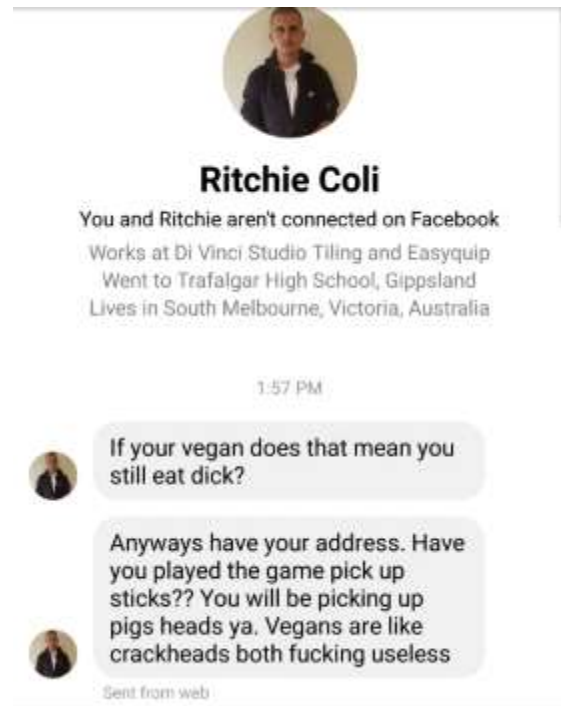 Ritchie Coli
You and Ritchie aren't connected on Facebook
Works at Di Vinci Studio Tiling and Easyquip
Went to Trafalgar High School, Gippsland
Lives in South Melbourne, Victoria, Australia
1:57 PM
If your vegan does that mean you
still eat dick?
Anyways have your address. Have
you played the game pick up
sticks?? You will be picking up
pigs heads ya. Vegans are like
crackheads both fucking useless
Sent from web